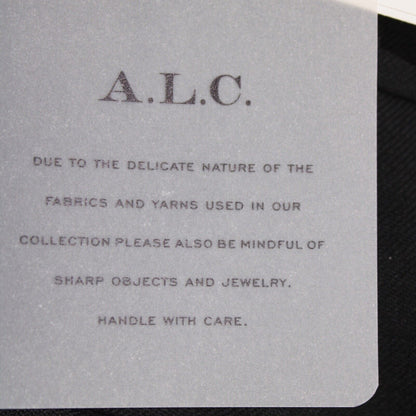 A.L.C.
DUE TO THE DELICATE NATURE OF THE
FABRICS AND YARNS USED IN OUR
COLLECTION PLEASE ALSO BE MINDFUL OF
SHARP OBJECTS AND JEWELRY.
HANDLE WITH CARE.